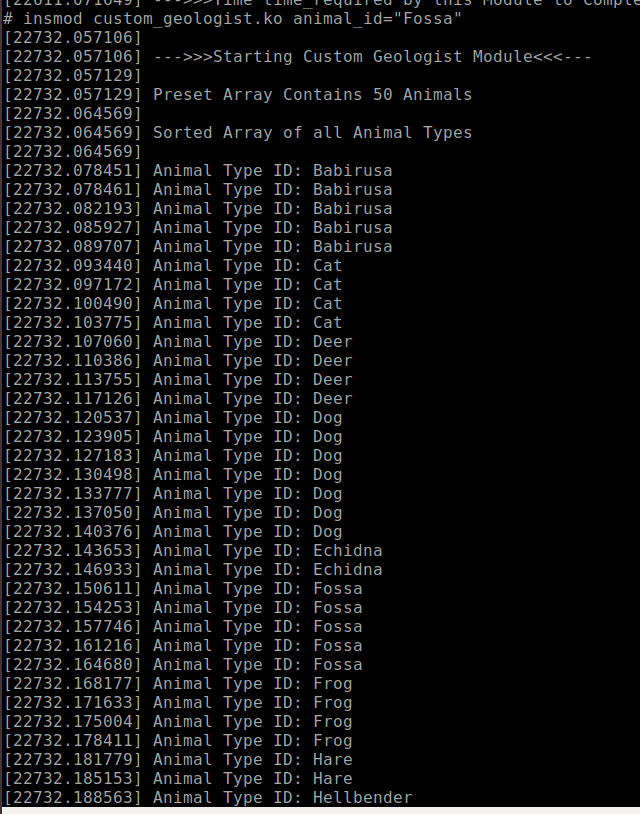 [22611.071649] --->>>Time time_required by this Module to Comple
# insmod custom_geologist.ko animal_id="Fossa"
[22732.057106]
[22732.057106] --->>>Starting Custom Geologist Module<<<---
[22732.057129]
[22732.057129] Preset Array Contains 50 Animals
[22732.064569]
[22732.064569] Sorted Array of all Animal Types
[22732.064569]
[22732.078451] Animal Type ID: Babirusa
[22732.078461] Animal Type ID: Babirusa
[22732.082193] Animal Type ID: Babirusa
[22732.085927] Animal Type ID: Babirusa
[22732.089707] Animal Type ID: Babirusa
[22732.093440] Animal Type ID: Cat
[22732.097172] Animal Type ID: Cat
[22732.100490] Animal Type ID: Cat
[22732.103775] Animal Type ID: Cat
[22732.107060] Animal Type ID: Deer
[22732.110386] Animal Type ID: Deer
[22732.113755] Animal Type ID: Deer
[22732.117126] Animal Type ID: Deer
[22732.120537] Animal Type ID: Dog
[22732.123905] Animal Type ID: Dog
[22732.127183] Animal Type ID: Dog
[22732.130498] Animal Type ID: Dog
[22732.133777] Animal Type ID: Dog
[22732.137050] Animal Type ID: Dog
[22732.140376] Animal Type ID: Dog
[22732.143653] Animal Type ID: Echidna
[22732.146933] Animal Type ID: Echidna
[22732.150611] Animal Type ID: Fossa
[22732.154253] Animal Type ID: Fossa
[22732.157746] Animal Type ID: Fossa
[22732.161216] Animal Type ID: Fossa
[22732.164680] Animal Type ID: Fossa
[22732.168177] Animal Type ID: Frog
[22732.171633] Animal Type ID: Frog
[22732.175004] Animal Type ID: Frog
[22732.178411] Animal Type ID: Frog
[22732.181779] Animal Type ID: Hare
[22732.185153] Animal Type ID: Hare
[22732.188563] Animal Type ID: Hellbender